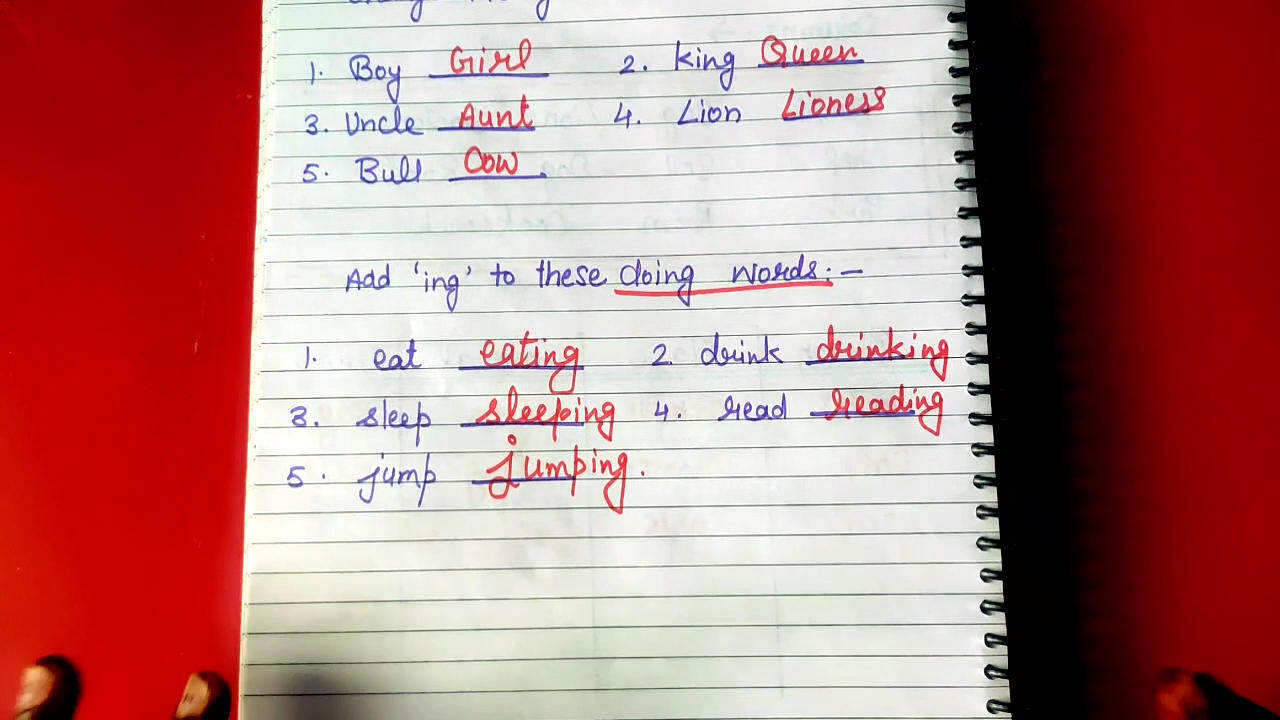 1. Boy Girl 2. King Queen
3. Uncle Aunt 4. Lion Lioness
5. Bull Cow.
Add 'ing' to these doing words:-
1. eat eating 2 drink drinking
3. sleep sleeping 4. read reading
5. jump jumping.